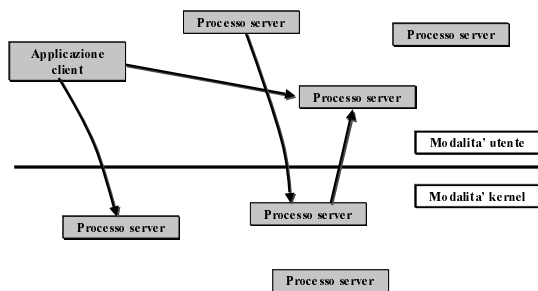 Processo server
Processo server
Applicazione
client
Processo server
Modalita' utente
Modalita' kernel
Processo server
Processo server
Processo server